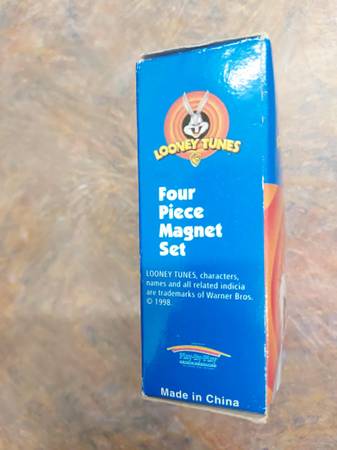 LOONEY TUNES
Four
Piece
Magnet
Set
LOONEY TUNES, characters,
names and all related indicia
are trademarks of Warner Bros.
© 1998.
Play-By-Play
Made in China